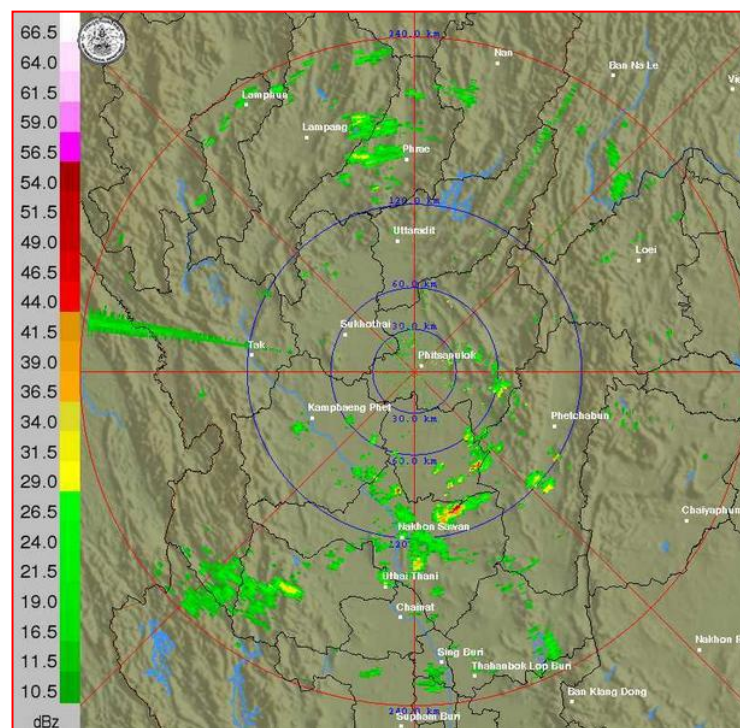 66.5
64.0
61.5
59.0
56.5
54.0
51.5
49.0
46.5
44.0
41.5
39.0
36.5
34.0
31.5
29.0
26.5
24.0
21.5
19.0
16.5
11.5
10.5
dBz
240.0 km
Nan
Ban Na Le
Lamphun
Lampang
Phrae
120.0 km
Uttaradit
Loei
60.0 km
30.0 km
Sukhothai
Tak
Phitsanulok
Kamphaeng Phet
30.0 km
Phetchabun
60.0 km
Chaiyaphum
Nakhon Sawan
Uthai Thani
Chainat
Sing Buri
Thahanbok Lop Buri
Nakhon R
Ban Klang Dong
240.0 km
Supham Buri